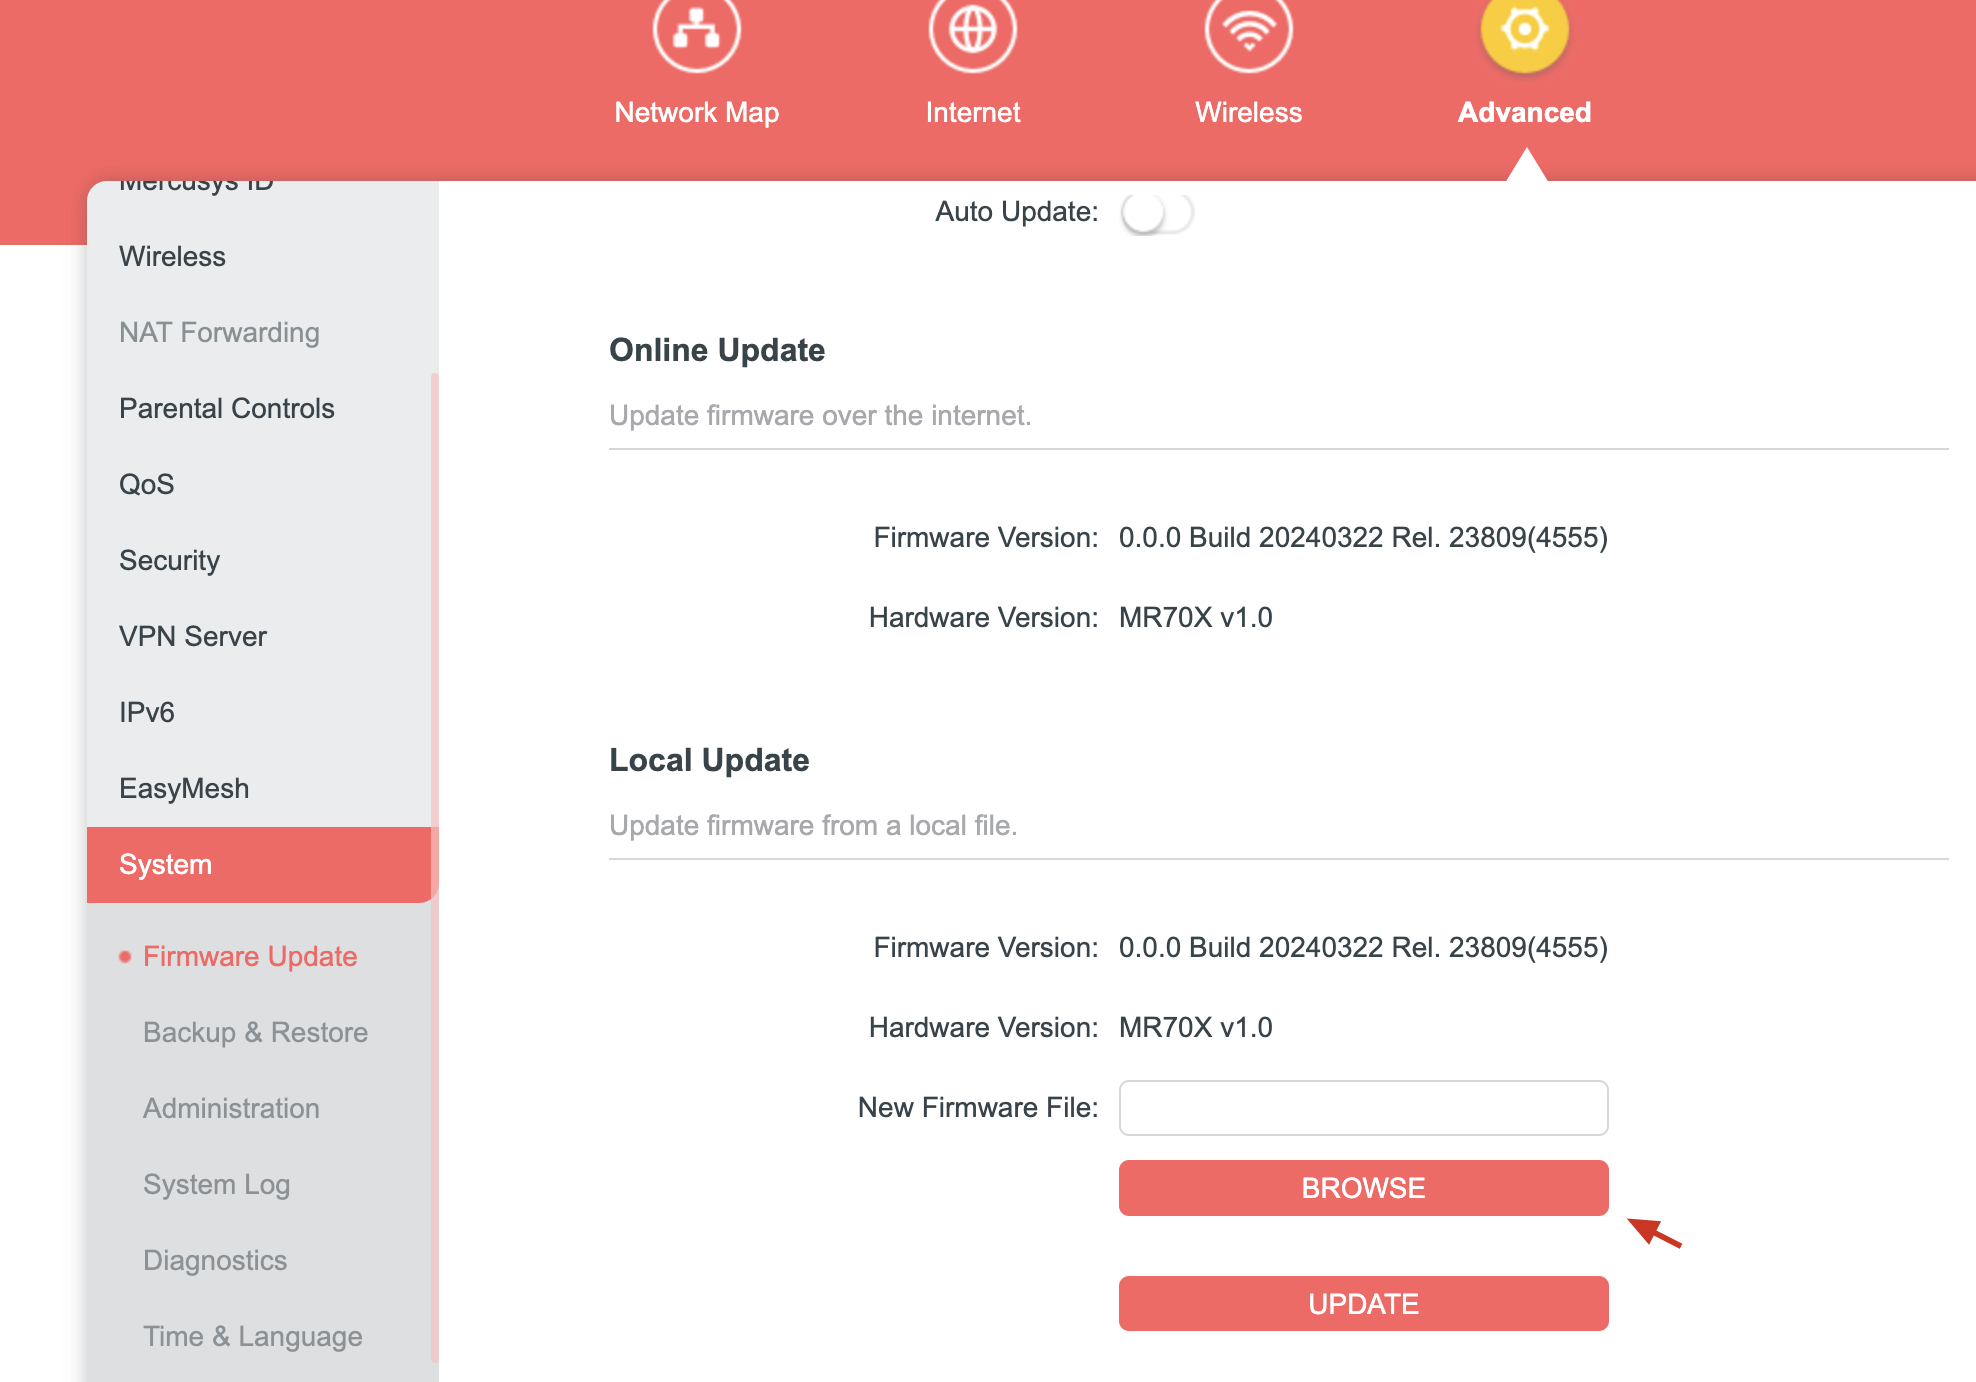 Network Map
Internet
Wireless
Advanced
Mercusys ID
Wireless
NAT Forwarding
Parental Controls
QoS
Security
VPN Server
IPv6
EasyMesh
System
Firmware Update
Backup & Restore
Administration
System Log
Diagnostics
Time & Language
Auto Update:
Online Update
Update firmware over the internet.
Firmware Version: 0.0.0 Build 20240322 Rel. 23809(4555)
Hardware Version: MR70X v1.0
Local Update
Update firmware from a local file.
Firmware Version: 0.0.0 Build 20240322 Rel. 23809(4555)
Hardware Version: MR70X v1.0
New Firmware File:
BROWSE
UPDATE